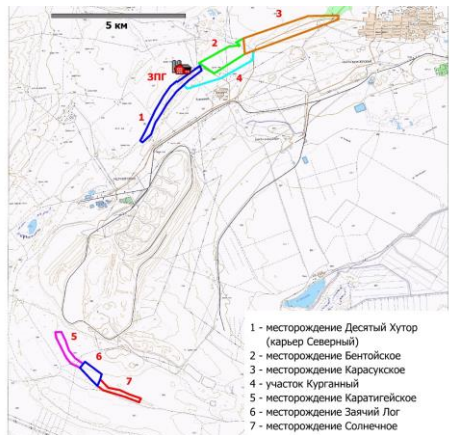 5 км
3
2
ЗПГ
4
1
5
6
7
1 - месторождение Десятый Хутор
(карьер Северный)
2 - месторождение Бентойское
3 - месторождение Карасукское
4 - участок Курганный
5 - месторождение Каратигейское
6 - месторождение Заячий Лог
7 - месторождение Солнечное